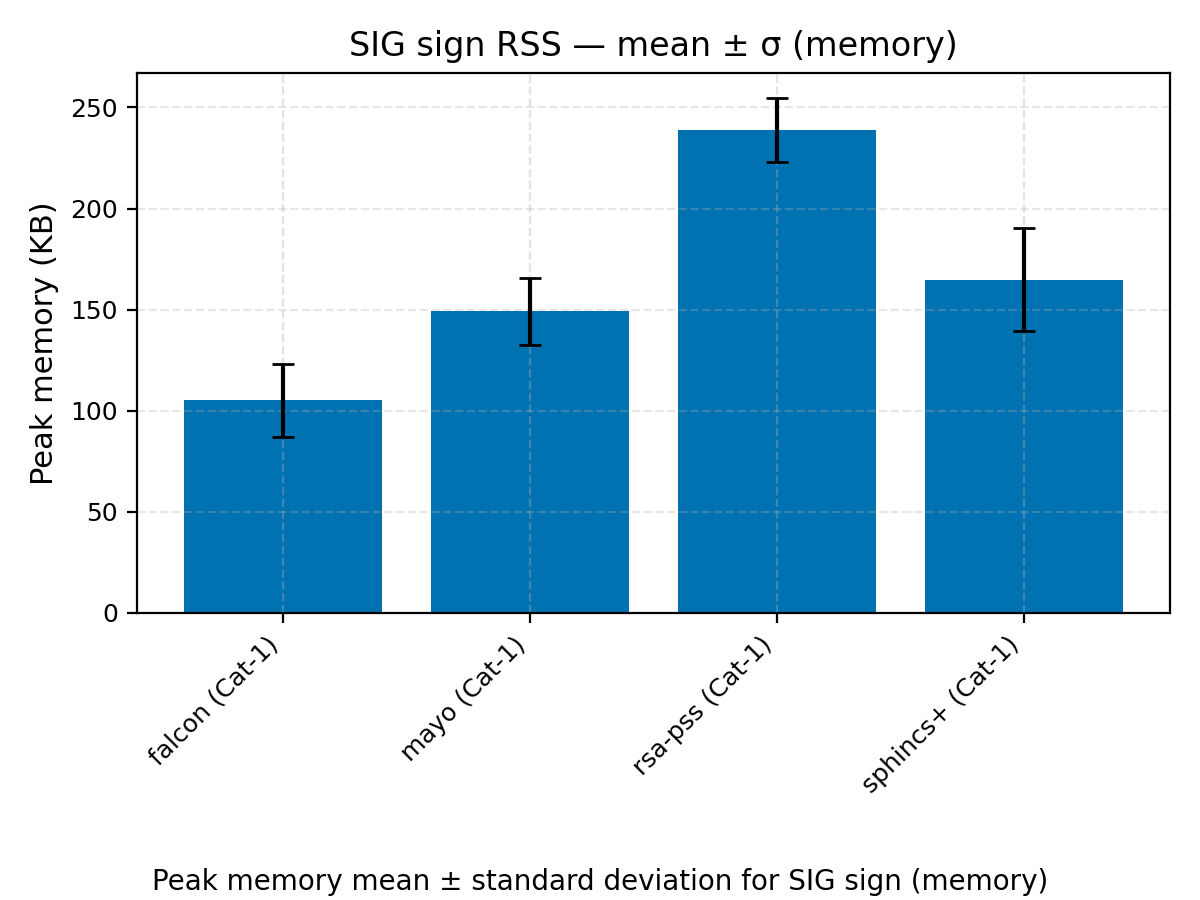 SIG sign RSS — mean ± σ (memory)
Peak memory (KB)
250
200
150
100
50
0
falcon (Cat-1)
mayo (Cat-1)
rsa-pss (Cat-1)
sphincs+ (Cat-1)
Peak memory mean ± standard deviation for SIG sign (memory)